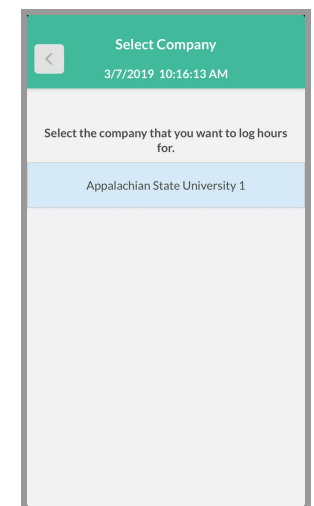 Select Company
3/7/2019 10:16:13 AM
Select the company that you want to log hours
for.
Appalachian State University 1